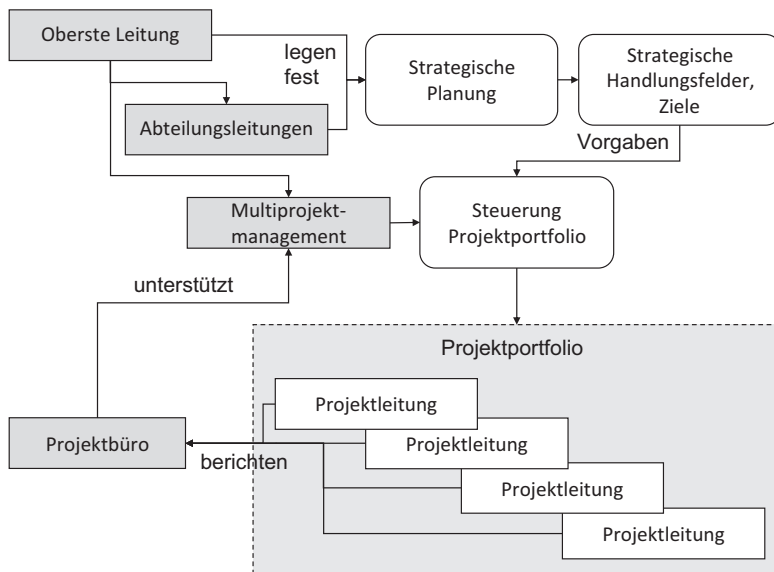 Oberste Leitung
legen
fest
Strategische
Planung
Strategische
Handlungsfelder,
Ziele
Abteilungsleitungen
Vorgaben
Multiprojekt-
management
Steuerung
Projektportfolio
unterstützt
Projektportfolio
Projektleitung
Projektleitung
Projektbüro
berichten
Projektleitung
Projektleitung